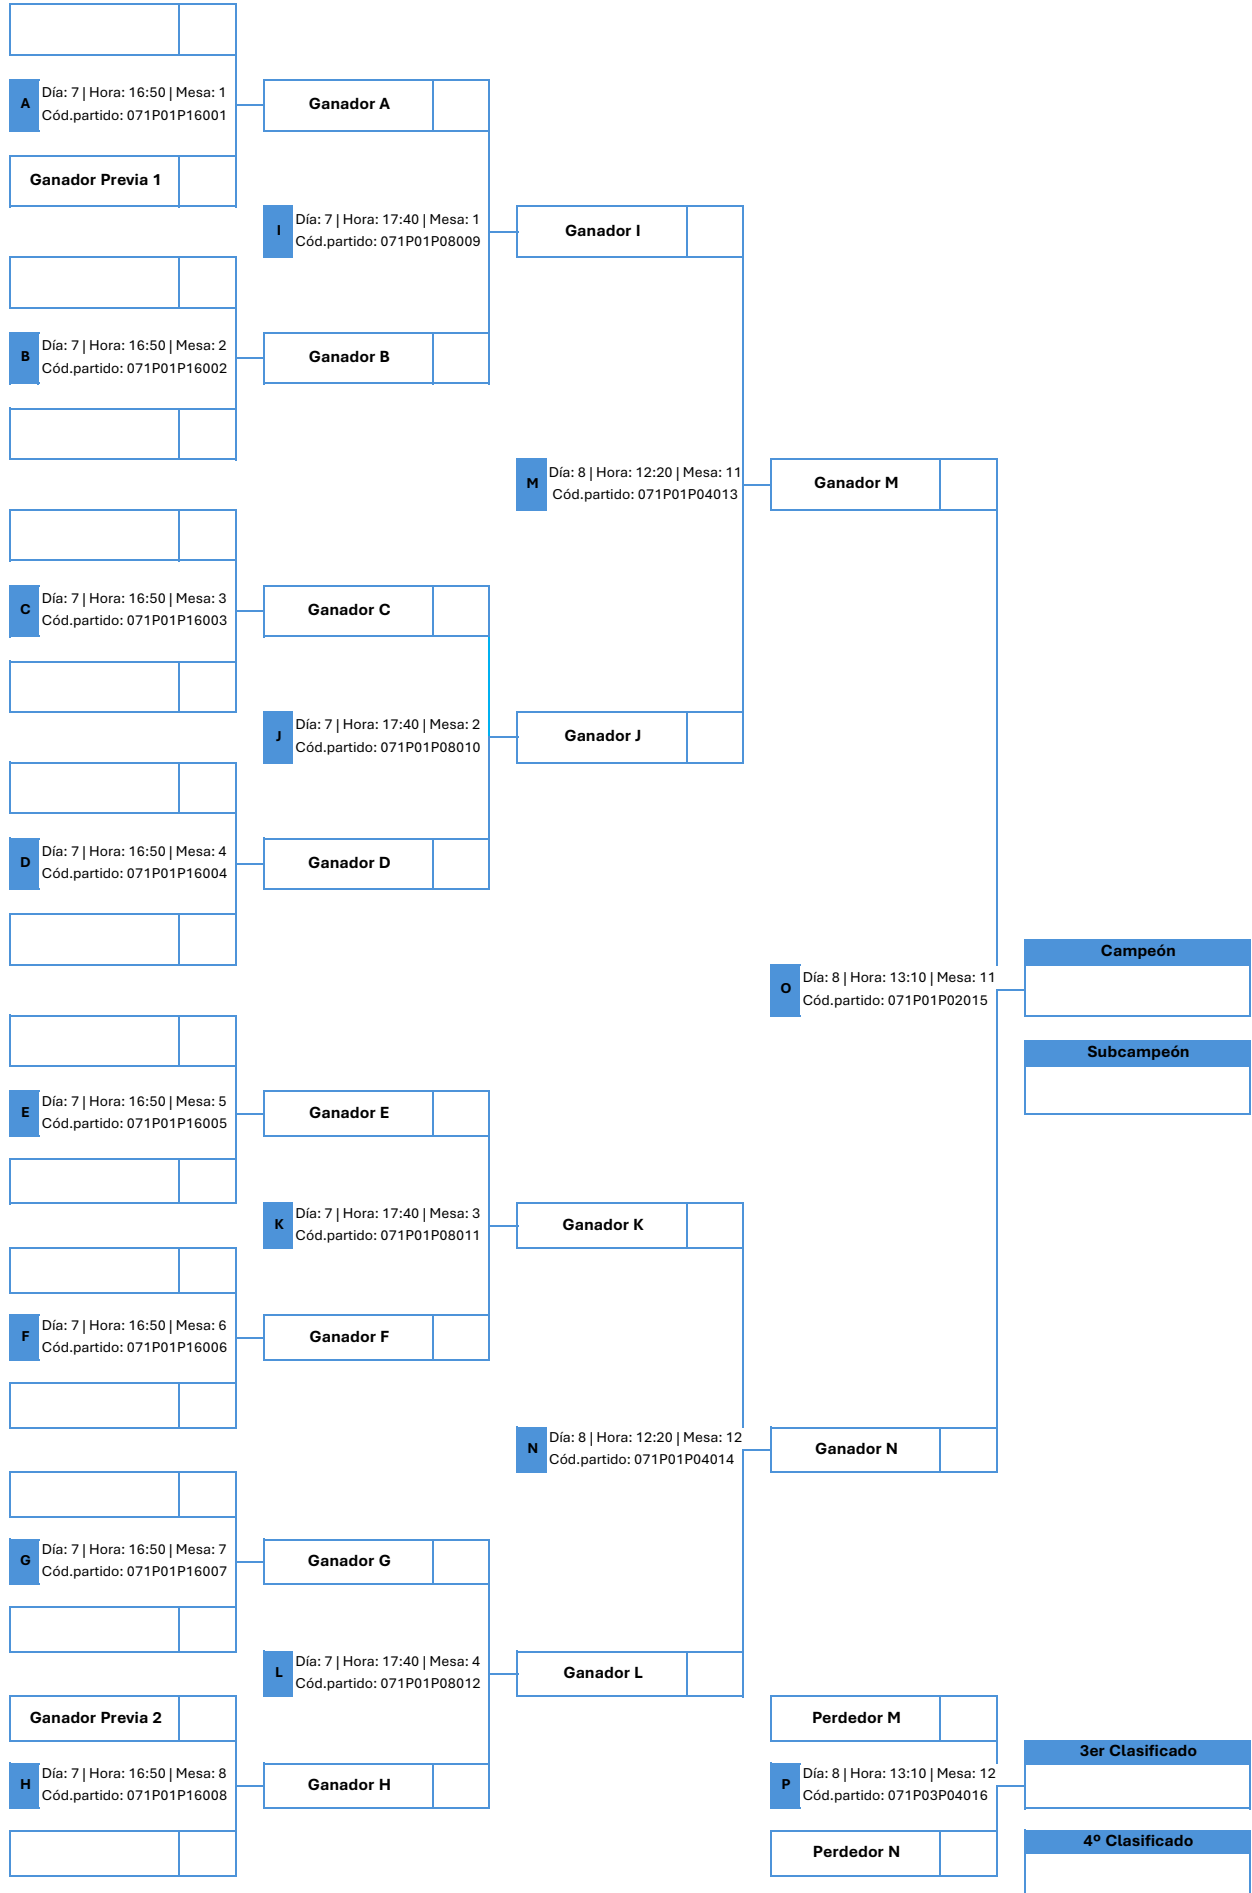 A
Día: 7 | Hora: 16:50 | Mesa: 1
Cód.partido: 071P01P16001
Ganador Previa 1
B
Día: 7 | Hora: 16:50 | Mesa: 2
Cód.partido: 071P01P16002
C
Día: 7 | Hora: 16:50 | Mesa: 3
Cód.partido: 071P01P16003
D
Día: 7 | Hora: 16:50 | Mesa: 4
Cód.partido: 071P01P16004
E
Día: 7 | Hora: 16:50 | Mesa: 5
Cód.partido: 071P01P16005
F
Día: 7 | Hora: 16:50 | Mesa: 6
Cód.partido: 071P01P16006
G
Día: 7 | Hora: 16:50 | Mesa: 7
Cód.partido: 071P01P16007
Ganador Previa 2
H
Día: 7 | Hora: 16:50 | Mesa: 8
Cód.partido: 071P01P16008
Ganador A
I
Día: 7 | Hora: 17:40 | Mesa: 1
Cód.partido: 071P01P08009
Ganador B
Ganador C
J
Día: 7 | Hora: 17:40 | Mesa: 2
Cód.partido: 071P01P08010
Ganador D
Ganador E
K
Día: 7 | Hora: 17:40 | Mesa: 3
Cód.partido: 071P01P08011
Ganador F
Ganador G
L
Día: 7 | Hora: 17:40 | Mesa: 4
Cód.partido: 071P01P08012
Ganador H
Ganador I
M
Día: 8 | Hora: 12:20 | Mesa: 11
Cód.partido: 071P01P04013
Ganador J
Ganador K
N
Día: 8 | Hora: 12:20 | Mesa: 12
Cód.partido: 071P01P04014
Ganador L
Ganador M
O
Día: 8 | Hora: 13:10 | Mesa: 11
Cód.partido: 071P01P02015
Ganador N
Perdedor M
P
Día: 8 | Hora: 13:10 | Mesa: 12
Cód.partido: 071P03P04016
Perdedor N
Campeón
Subcampeón
3er Clasificado
4º Clasificado